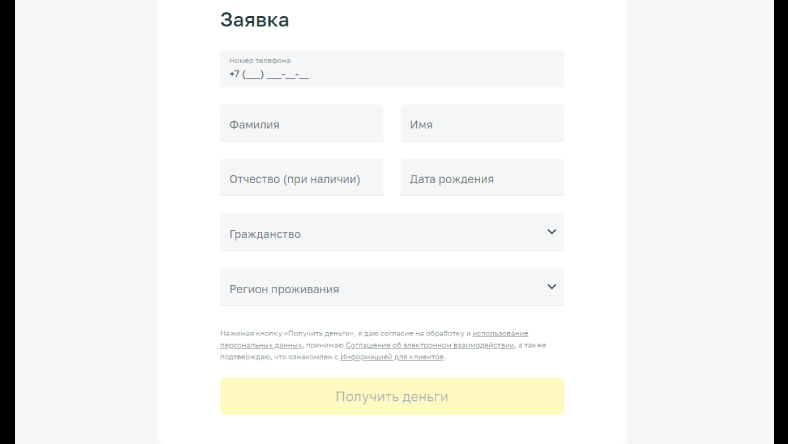 Заявка
Номер телефона
+7 (___) ___-__-__
Фамилия
Имя
Отчество (при наличии)
Дата рождения
Гражданство
Регион проживания
Нажимая кнопку «Получить деньги», я даю согласие на обработку и использование
персональных данных, принимаю Соглашение об электронном взаимодействии, а также
подтверждаю, что ознакомлен с Информацией для клиентов.
Получить деньги